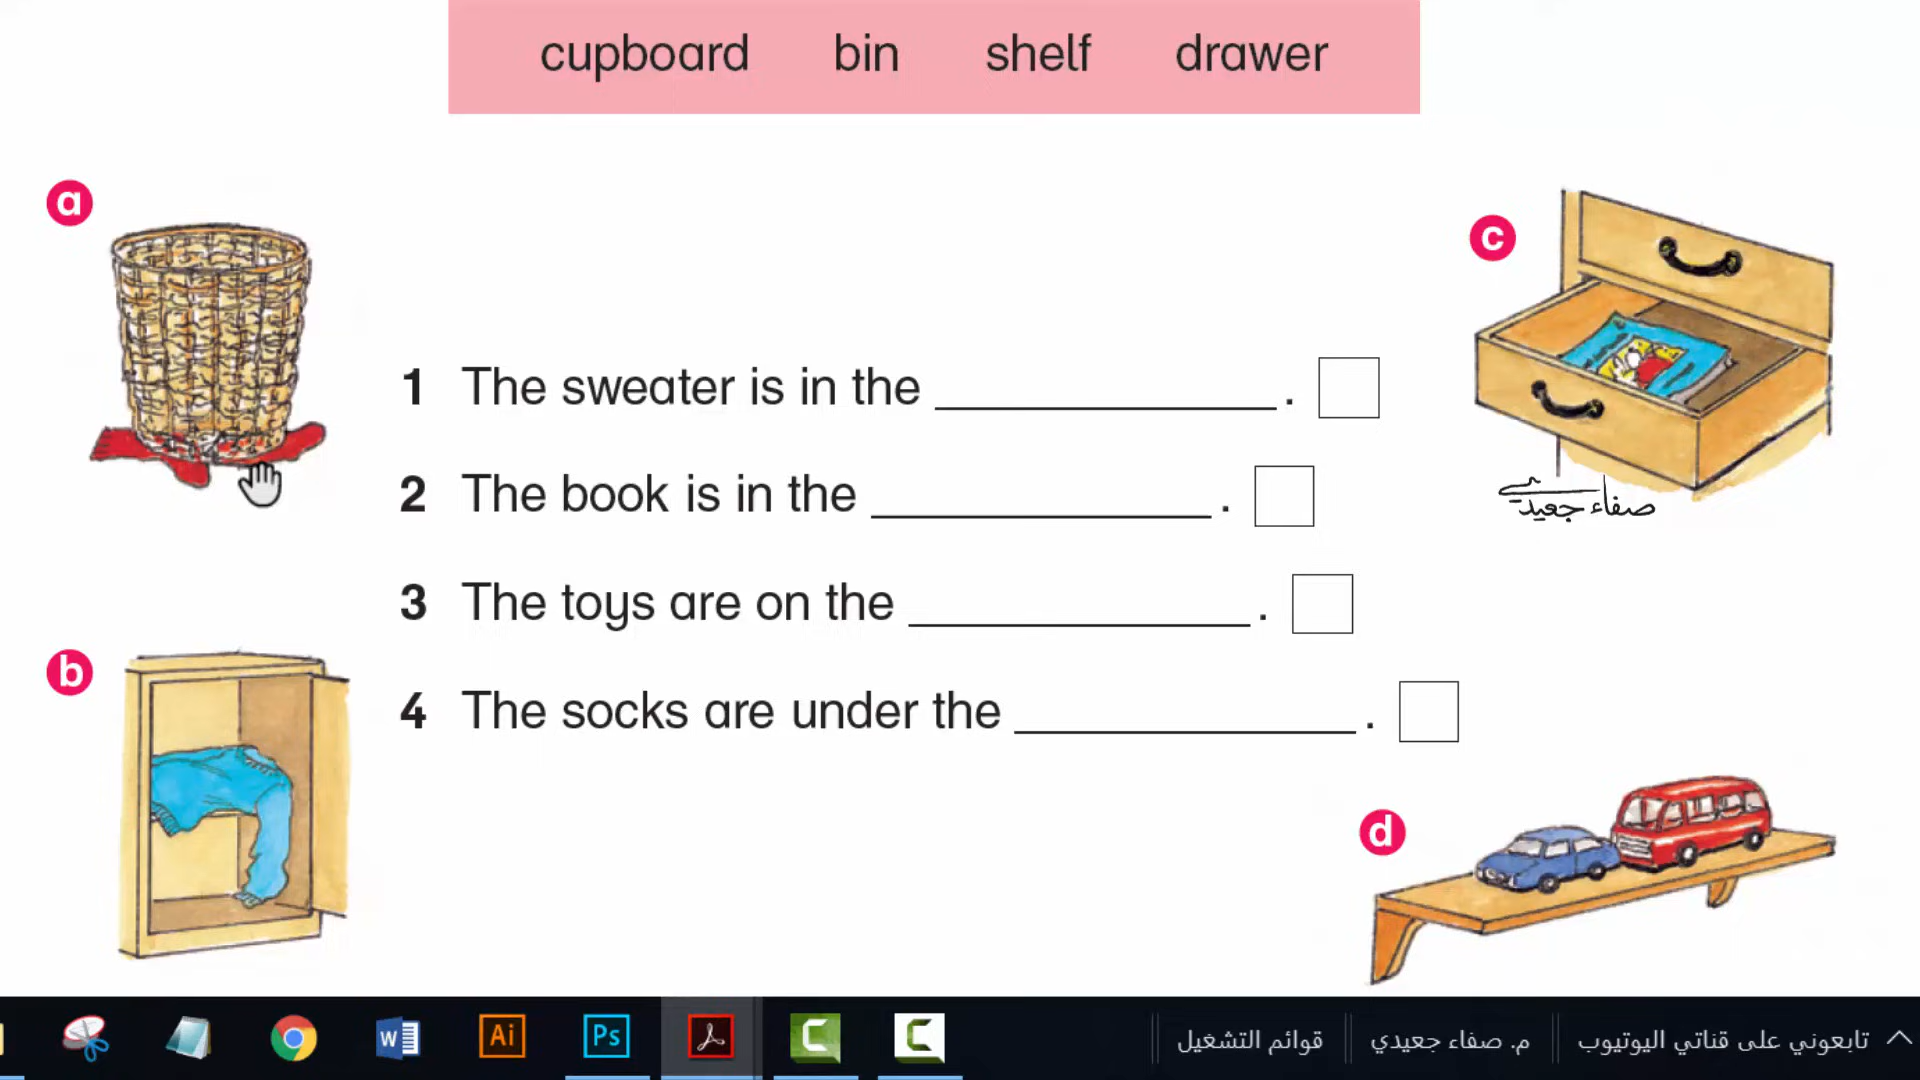 cupboard bin shelf drawer
a
c
1 The sweater is in the ____________ .
2 The book is in the ____________ .
صفاء جعيدي
3 The toys are on the ____________ .
b
4 The socks are under the ____________ .
d
W Ai Ps قوائم التشغيل م. صفاء جعيدي تابعوني على قناتي اليوتيوب